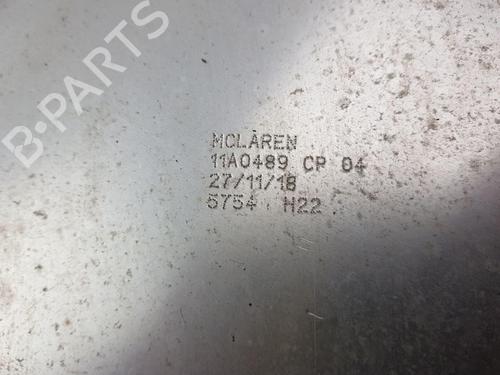 B-PARTS
MCLAREN
11A0489 CP 04
27/11/18
5754 H22